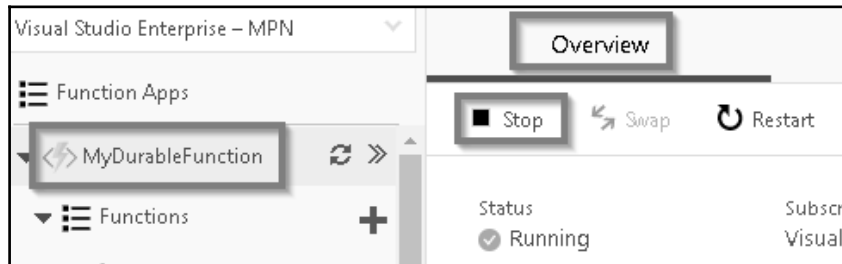 Visual Studio Enterprise – MPN
Function Apps
MyDurableFunction
Functions
Overview
Stop
Swap
Restart
Status
Running
Subscr
Visual